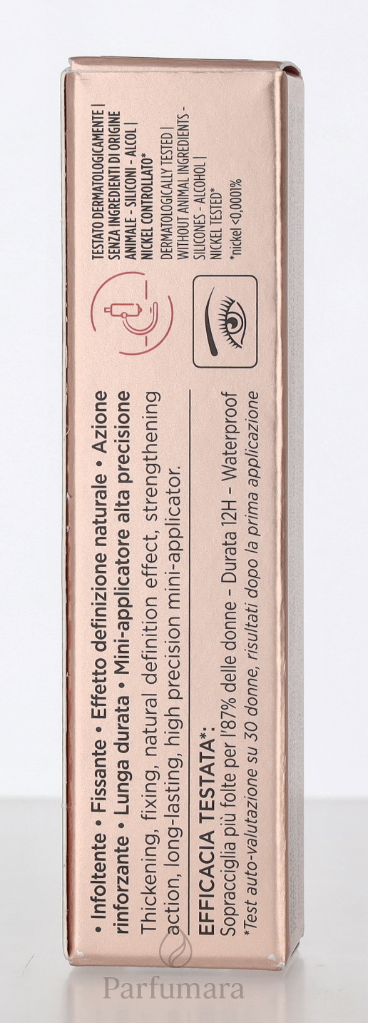 • Infoltente • Fissante • Effetto definizione naturale • Azione
rinforzante • Lunga durata • Mini-applicatore alta precisione
Thickening, fixing, natural definition effect, strengthening
action, long-lasting, high precision mini-applicator.
EFFICACIA TESTATA*:
Sopracciglia più folte per l'87% delle donne - Durata 12H - Waterproof
*Test auto-valutazione su 30 donne, risultati dopo la prima applicazione
TESTATO DERMATOLOGICAMENTE |
SENZA INGREDIENTI DI ORIGINE
ANIMALE - SILICONI - ALCOL |
NICKEL CONTROLLATO*
DERMATOLOGICALLY TESTED |
WITHOUT ANIMAL INGREDIENTS -
SILICONES - ALCOHOL |
NICKEL TESTED*
*nickel <0,0001%
Parfumara